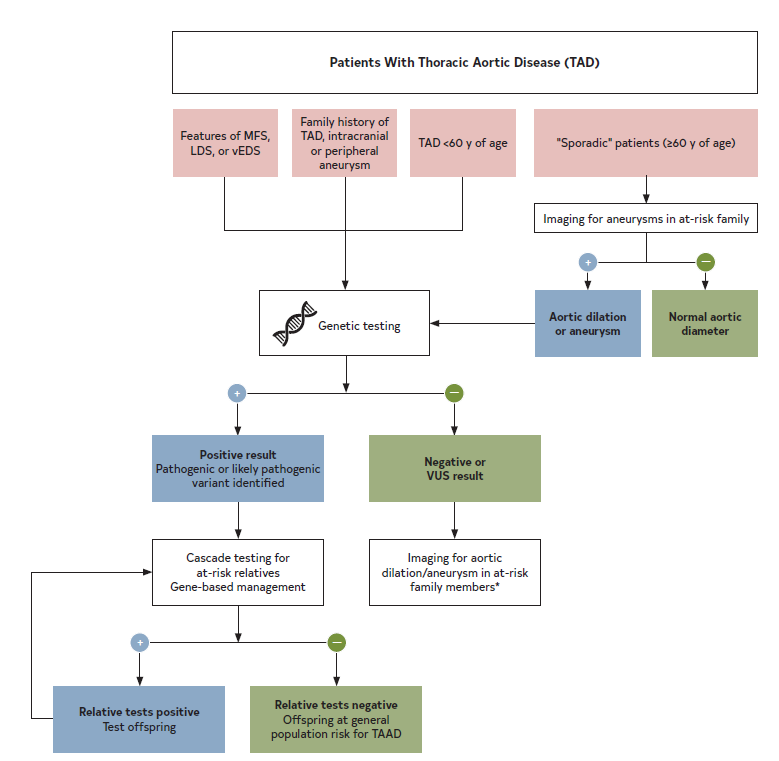 Patients With Thoracic Aortic Disease (TAD)
Features of MFS,
LDS, or vEDS
Family history of
TAD, intracranial
or peripheral
aneurysm
TAD <60 y of age
"Sporadic" patients (≥60 y of age)
Imaging for aneurysms in at-risk family
+
−
Aortic dilation
or aneurysm
Normal aortic
diameter
Genetic testing
+
−
Positive result
Pathogenic or likely pathogenic
variant identified
Negative or
VUS result
Cascade testing for
at-risk relatives
Gene-based management
Imaging for aortic
dilation/aneurysm in at-risk
family members*
+
−
Relative tests positive
Test offspring
Relative tests negative
Offspring at general
population risk for TAAD